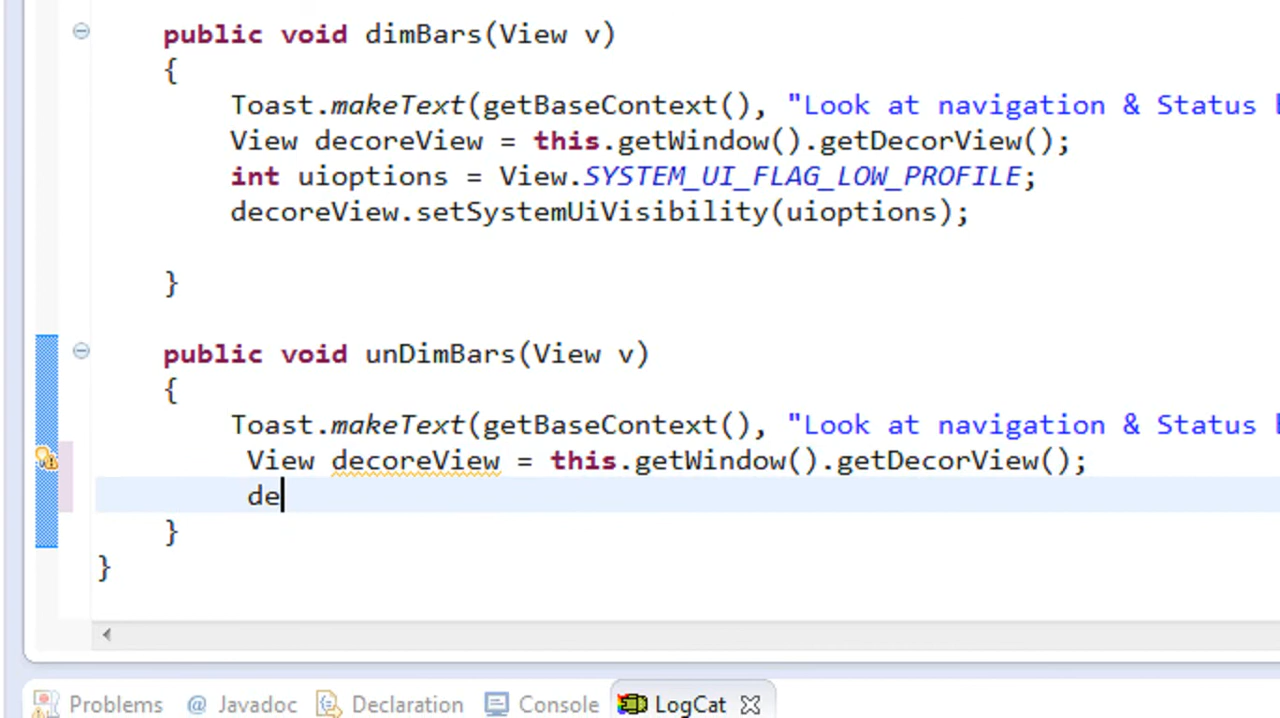 public void dimBars(View v)
{
Toast.makeText(getBaseContext(), "Look at navigation & Status
View decoreView = this.getWindow().getDecorView();
int uioptions = View.SYSTEM_UI_FLAG_LOW_PROFILE;
decoreView.setSystemUiVisibility(uioptions);
}
public void unDimBars(View v)
{
Toast.makeText(getBaseContext(), "Look at navigation & Status
View decoreView = this.getWindow().getDecorView();
de
}
}
Problems @ Javadoc Declaration Console LogCat